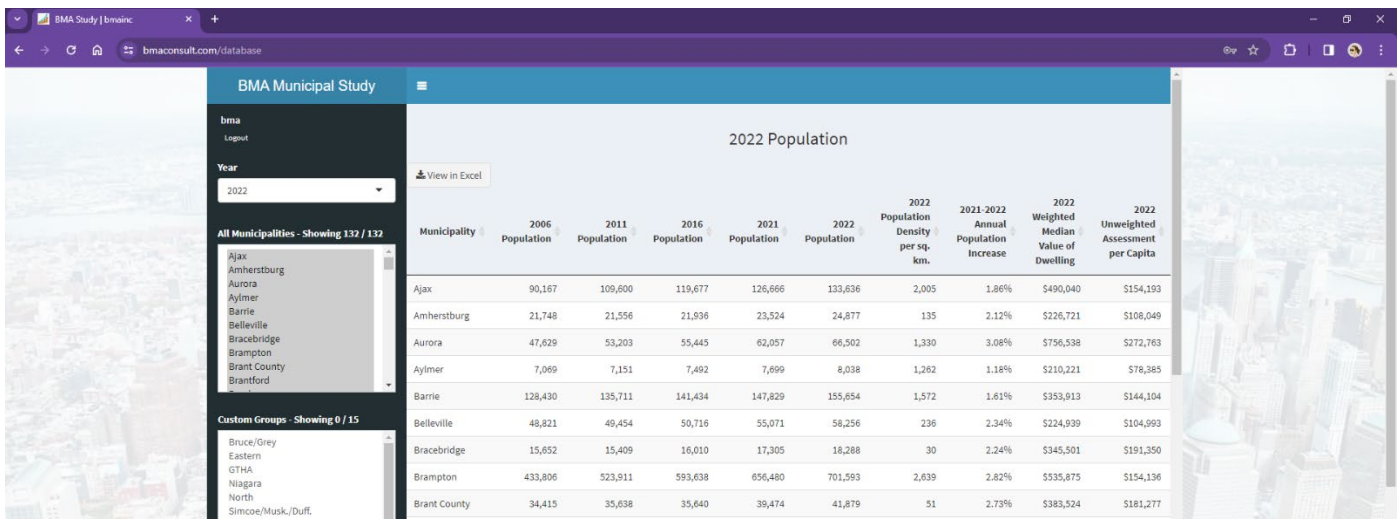 BMA Study | bmainc
bmaconsult.com/database
BMA Municipal Study
bma
Logout
Year
2022
All Municipalities - Showing 132 / 132
Ajax
Amherstburg
Aurora
Aylmer
Barrie
Belleville
Bracebridge
Brampton
Brant County
Brantford
Custom Groups - Showing 0 / 15
Bruce/Grey
Eastern
GTHA
Niagara
North
Simcoe/Musk./Duff.
2022 Population
View in Excel
Municipality 2006 Population 2011 Population 2016 Population 2021 Population 2022 Population 2022 Population Density per sq. km. 2021-2022 Annual Population Increase 2022 Weighted Median Value of Dwelling 2022 Unweighted Assessment per Capita
Ajax 90,167 109,600 119,677 126,666 133,636 2,005 1.86% $490,040 $154,193
Amherstburg 21,748 21,556 21,936 23,524 24,877 135 2.12% $226,721 $108,049
Aurora 47,629 53,203 55,445 62,057 66,502 1,330 3.08% $756,538 $272,763
Aylmer 7,069 7,151 7,492 7,699 8,038 1,262 1.18% $210,221 $78,385
Barrie 128,430 135,711 141,434 147,829 155,654 1,572 1.61% $353,913 $144,104
Belleville 48,821 49,454 50,716 55,071 58,256 236 2.34% $224,939 $104,993
Bracebridge 15,652 15,409 16,010 17,305 18,288 30 2.24% $345,501 $191,350
Brampton 433,806 523,911 593,638 656,480 701,593 2,639 2.82% $535,875 $154,136
Brant County 34,415 35,638 35,640 39,474 41,879 51 2.73% $383,524 $181,277